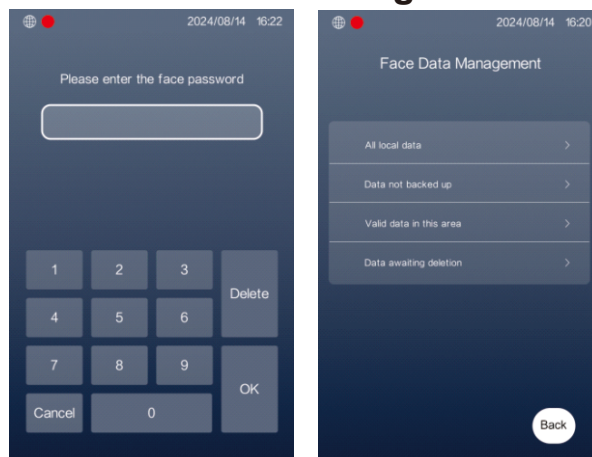 2024/08/14 16:22
Please enter the face password
1 2 3 Delete
4 5 6
7 8 9 OK
Cancel 0
2024/08/14 16:20
Face Data Management
All local data >
Data not backed up >
Valid data in this area >
Data awaiting deletion >
Back